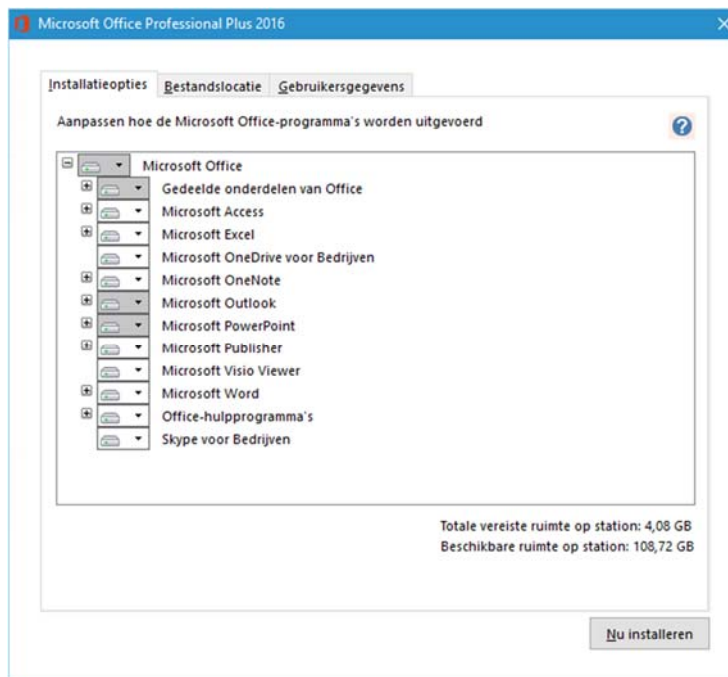 Microsoft Office Professional Plus 2016
Installatieopties Bestandslocatie Gebruikersgegevens
Aanpassen hoe de Microsoft Office-programma's worden uitgevoerd
?
Microsoft Office
Gedeelde onderdelen van Office
Microsoft Access
Microsoft Excel
Microsoft OneDrive voor Bedrijven
Microsoft OneNote
Microsoft Outlook
Microsoft PowerPoint
Microsoft Publisher
Microsoft Visio Viewer
Microsoft Word
Office-hulpprogramma's
Skype voor Bedrijven
Totale vereiste ruimte op station: 4,08 GB
Beschikbare ruimte op station: 108,72 GB
Nu installeren